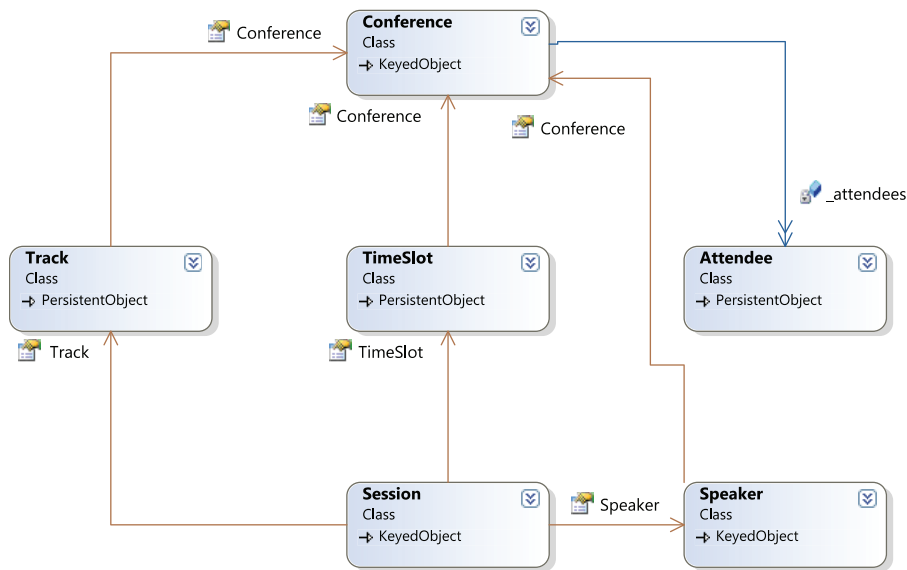 Conference
Conference
Class
KeyedObject
Conference
Conference
_attendees
Track
Class
PersistentObject
TimeSlot
Class
PersistentObject
Attendee
Class
PersistentObject
Track
TimeSlot
Session
Class
KeyedObject
Speaker
Speaker
Class
KeyedObject